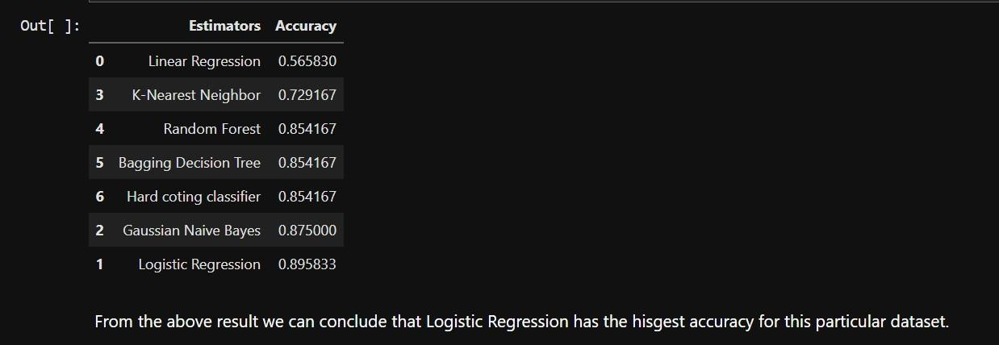 Out[ ]:
Estimators Accuracy
0 Linear Regression 0.565830
3 K-Nearest Neighbor 0.729167
4 Random Forest 0.854167
5 Bagging Decision Tree 0.854167
6 Hard coting classifier 0.854167
2 Gaussian Naive Bayes 0.875000
1 Logistic Regression 0.895833
From the above result we can conclude that Logistic Regression has the hisgest accuracy for this particular dataset.